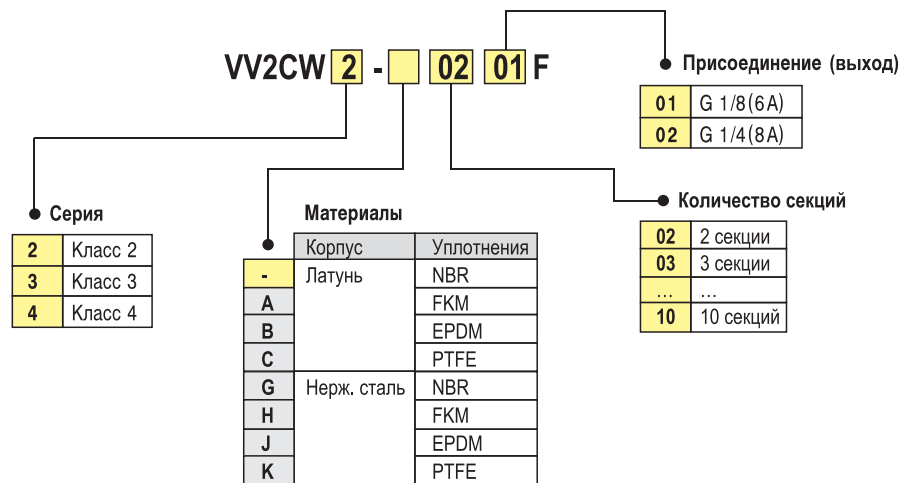 VV2CW 2 - 02 01 F
Присоединение (выход)
01 G 1/8(6A)
02 G 1/4(8A)
Количество секций
02 2 секции
03 3 секции
... ...
10 10 секций
Серия
2 Класс 2
3 Класс 3
4 Класс 4
Материалы
Корпус Уплотнения
- Латунь NBR
A FKM
B EPDM
C PTFE
G Нерж. сталь NBR
H FKM
J EPDM
K PTFE